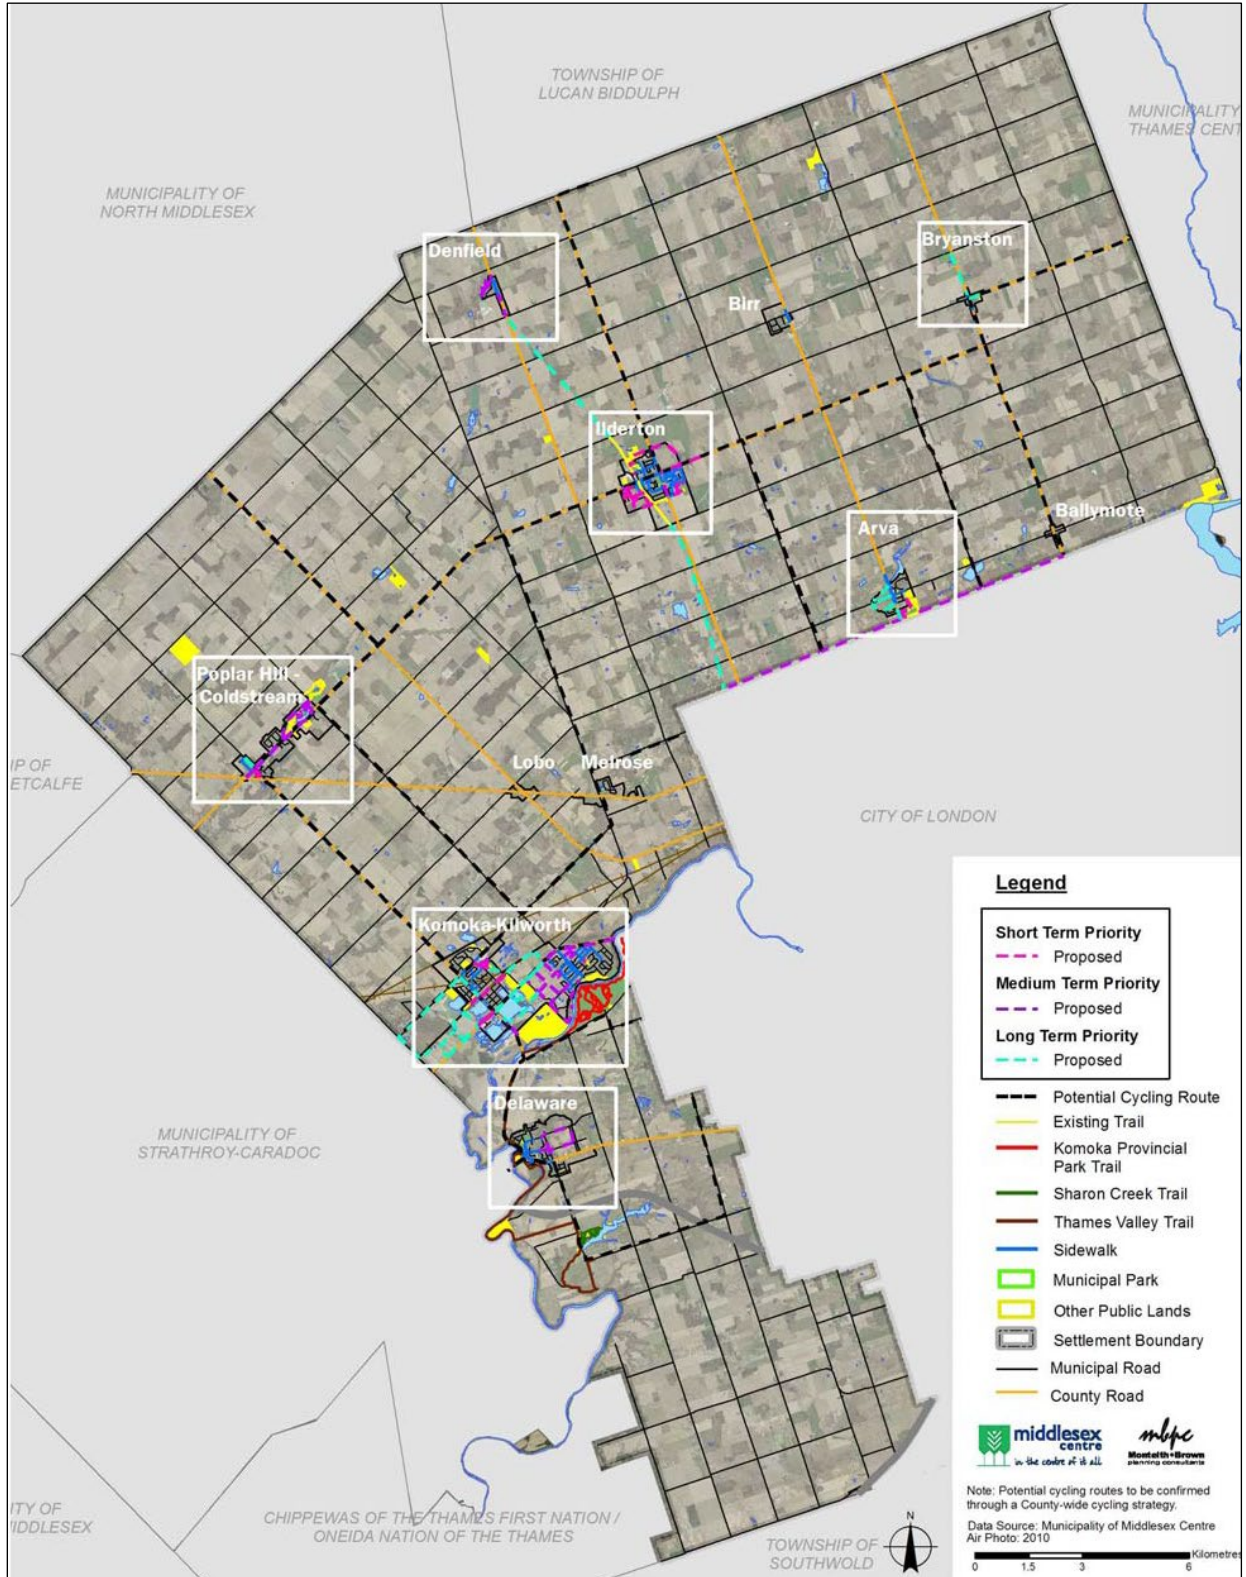 TOWNSHIP OF
LUCAN BIDDULPH
MUNICIPALITY
THAMES CENT
MUNICIPALITY OF
NORTH MIDDLESEX
Denfield
Bryanston
Birr
Ilderton
Arva
Ballymote
Poplar Hill -
Coldstream
IP OF
ETCALFE
Lobo
Melrose
CITY OF LONDON
Komoka-Kilworth
Delaware
MUNICIPALITY OF
STRATHROY-CARADOC
ITY OF
IDDLESEX
CHIPPEWAS OF THE THAMES FIRST NATION /
ONEIDA NATION OF THE THAMES
TOWNSHIP OF
SOUTHWOLD
N
Legend
Short Term Priority
Proposed
Medium Term Priority
Proposed
Long Term Priority
Proposed
Potential Cycling Route
Existing Trail
Komoka Provincial
Park Trail
Sharon Creek Trail
Thames Valley Trail
Sidewalk
Municipal Park
Other Public Lands
Settlement Boundary
Municipal Road
County Road
middlesex
centre
in the centre of it all
mbpc
Monteith•Brown
planning consultants
Note: Potential cycling routes to be confirmed
through a County-wide cycling strategy.
Data Source: Municipality of Middlesex Centre
Air Photo: 2010
Kilometres
0 1.5 3 6